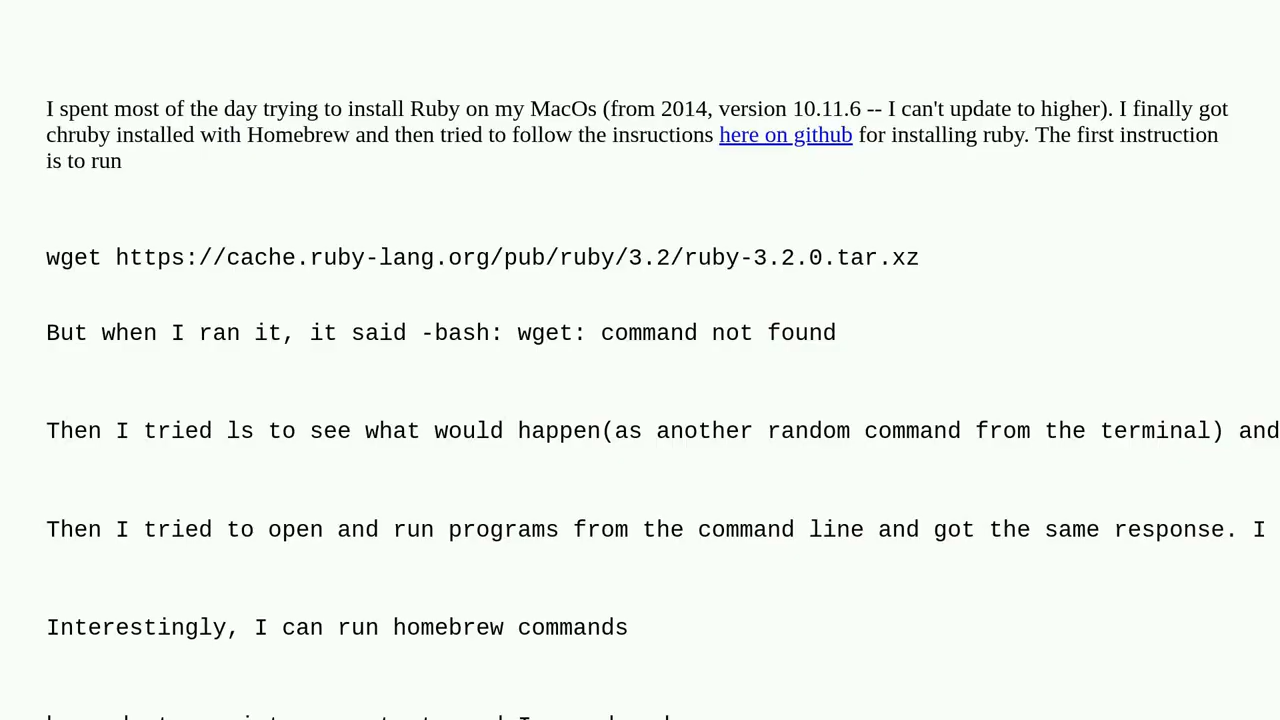 I spent most of the day trying to install Ruby on my MacOs (from 2014, version 10.11.6 -- I can't update to higher). I finally got
chruby installed with Homebrew and then tried to follow the insructions here on github for installing ruby. The first instruction
is to run
wget https://cache.ruby-lang.org/pub/ruby/3.2/ruby-3.2.0.tar.xz
But when I ran it, it said -bash: wget: command not found
Then I tried ls to see what would happen(as another random command from the terminal) and
Then I tried to open and run programs from the command line and got the same response. I
Interestingly, I can run homebrew commands